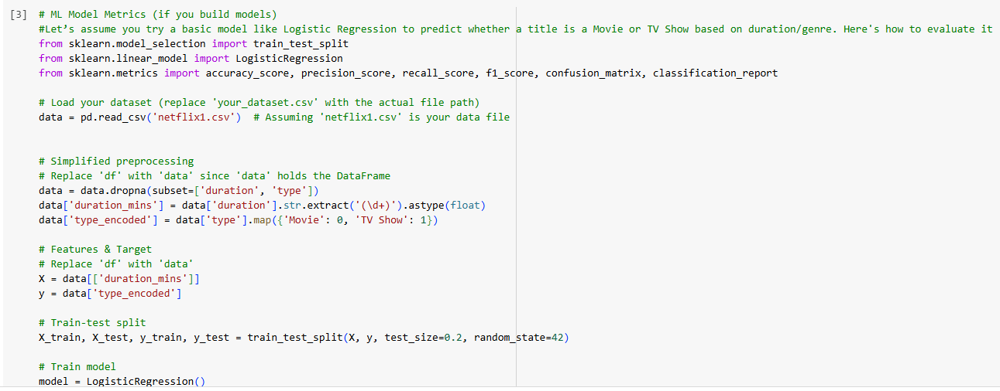 [3] # ML Model Metrics (if you build models)
#Let’s assume you try a basic model like Logistic Regression to predict whether a title is a Movie or TV Show based on duration/genre. Here's how to evaluate it
from sklearn.model_selection import train_test_split
from sklearn.linear_model import LogisticRegression
from sklearn.metrics import accuracy_score, precision_score, recall_score, f1_score, confusion_matrix, classification_report
# Load your dataset (replace 'your_dataset.csv' with the actual file path)
data = pd.read_csv('netflix1.csv')  # Assuming 'netflix1.csv' is your data file
# Simplified preprocessing
# Replace 'df' with 'data' since 'data' holds the DataFrame
data = data.dropna(subset=['duration', 'type'])
data['duration_mins'] = data['duration'].str.extract('(\d+)').astype(float)
data['type_encoded'] = data['type'].map({'Movie': 0, 'TV Show': 1})
# Features & Target
# Replace 'df' with 'data'
X = data[['duration_mins']]
y = data['type_encoded']
# Train-test split
X_train, X_test, y_train, y_test = train_test_split(X, y, test_size=0.2, random_state=42)
# Train model
model = LogisticRegression()